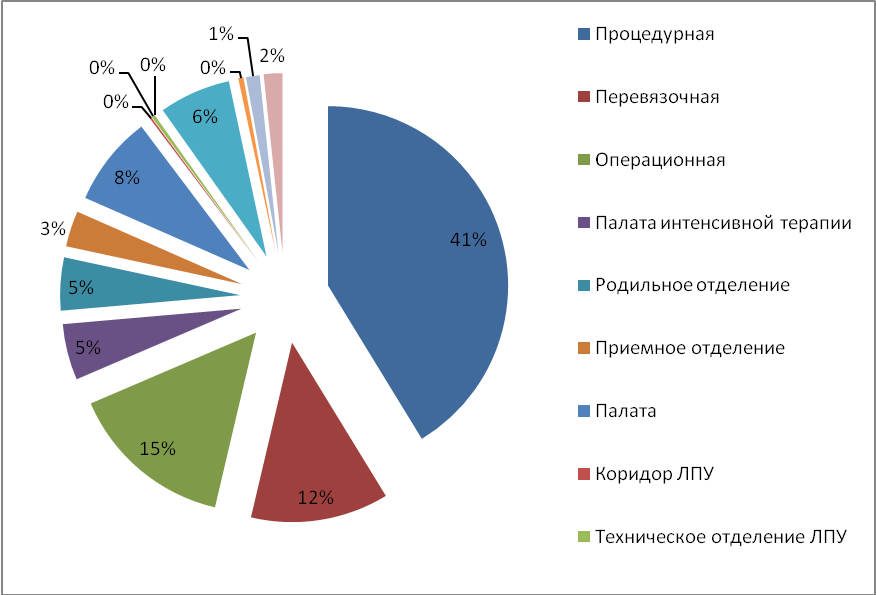 1%
2%
0%
0%
0%
0%
6%
8%
3%
5%
5%
15%
12%
41%
Процедурная
Перевязочная
Операционная
Палата интенсивной терапии
Родильное отделение
Приемное отделение
Палата
Коридор ЛПУ
Техническое отделение ЛПУ